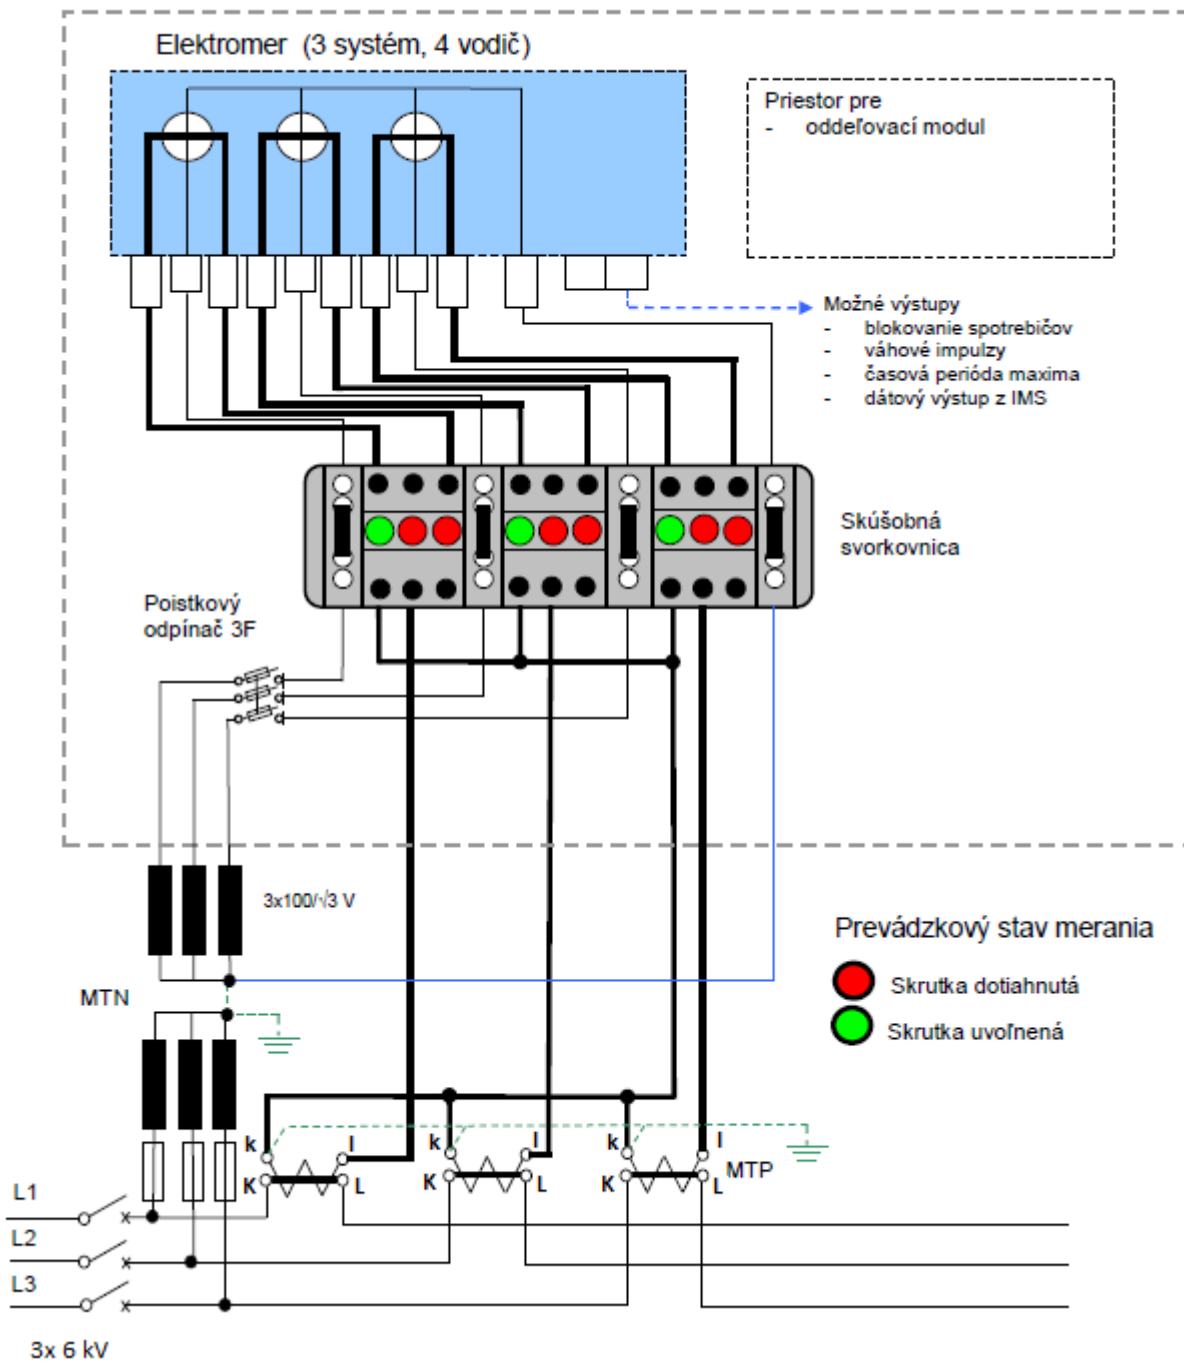 Elektromer (3 systém, 4 vodič)
Priestor pre
- oddeľovací modul
Možné výstupy
- blokovanie spotrebičov
- váhové impulzy
- časová perióda maxima
- dátový výstup z IMS
Skúšobná
svorkovnica
Poistkový
odpínač 3F
3x100/√3 V
Prevádzkový stav merania
Skrutka dotiahnutá
Skrutka uvoľnená
MTN
k l k l k l
MTP
K L K L K L
L1
L2
L3
3x 6 kV